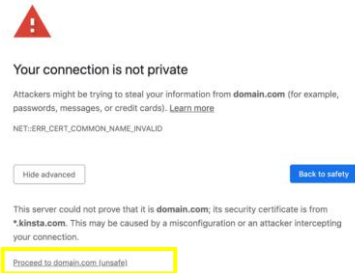 Your connection is not private
Attackers might be trying to steal your information from domain.com (for example,
passwords, messages, or credit cards). Learn more
NET::ERR_CERT_COMMON_NAME_INVALID
Hide advanced
Back to safety
This server could not prove that it is domain.com; its security certificate is from
*.kinsta.com. This may be caused by a misconfiguration or an attacker intercepting
your connection.
Proceed to domain.com (unsafe)